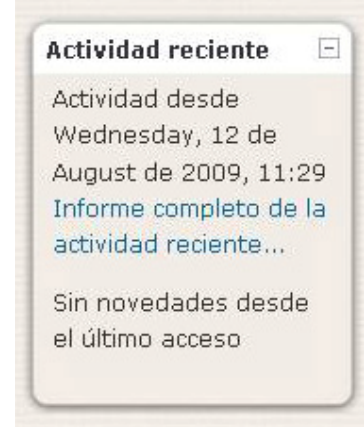 Actividad reciente
Actividad desde
Wednesday, 12 de
August de 2009, 11:29
Informe completo de la
actividad reciente...
Sin novedades desde
el último acceso